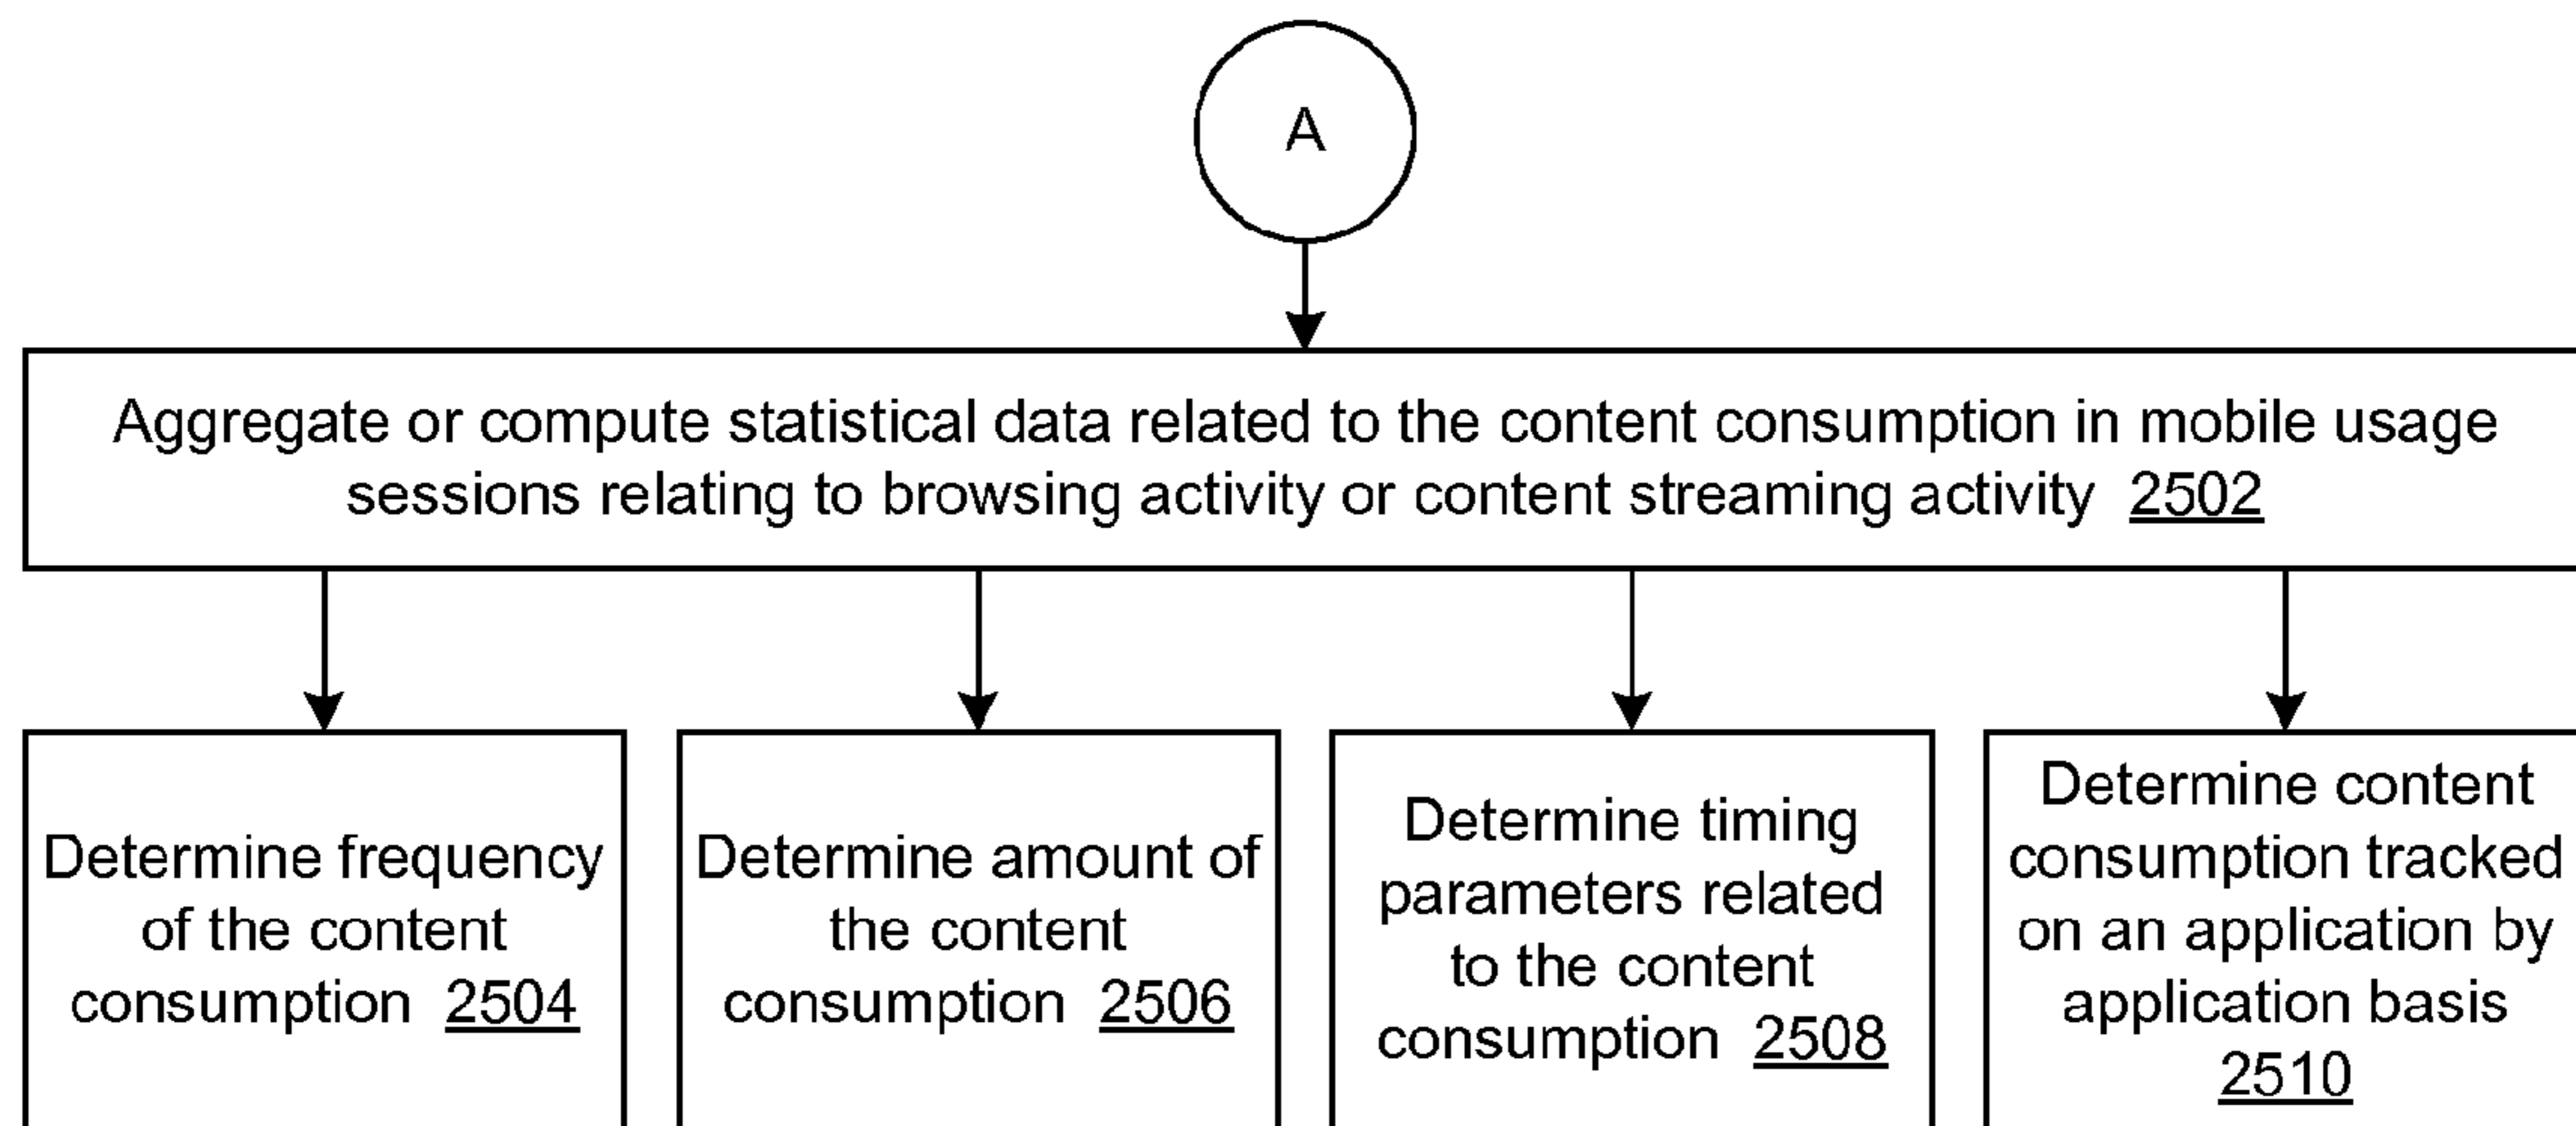 A
Aggregate or compute statistical data related to the content consumption in mobile usage
sessions relating to browsing activity or content streaming activity 2502
Determine frequency
of the content
consumption 2504
Determine amount of
the content
consumption 2506
Determine timing
parameters related
to the content
consumption 2508
Determine content
consumption tracked
on an application by
application basis
2510